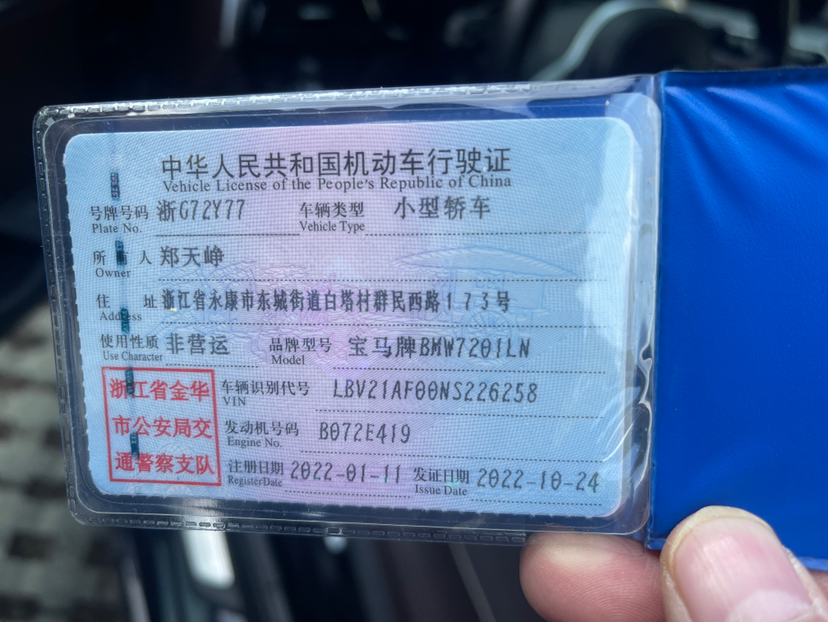 中华人民共和国机动车行驶证
Vehicle License of the People's Republic of China
号牌号码 浙G72Y77 车辆类型 小型轿车
Plate No. Vehicle Type
所有人 郑天峥
Owner
住址 浙江省永康市东城街道白塔村群民西路173号
Address
使用性质 非营运 品牌型号 宝马牌BMW7201LN
Use Character Model
浙江省金华
市公安局交
通警察支队
车辆识别代号 LBV21AF00NS226258
VIN
发动机号码 B072E419
Engine No.
注册日期 2022-01-11 发证日期 2022-10-24
Register Date Issue Date